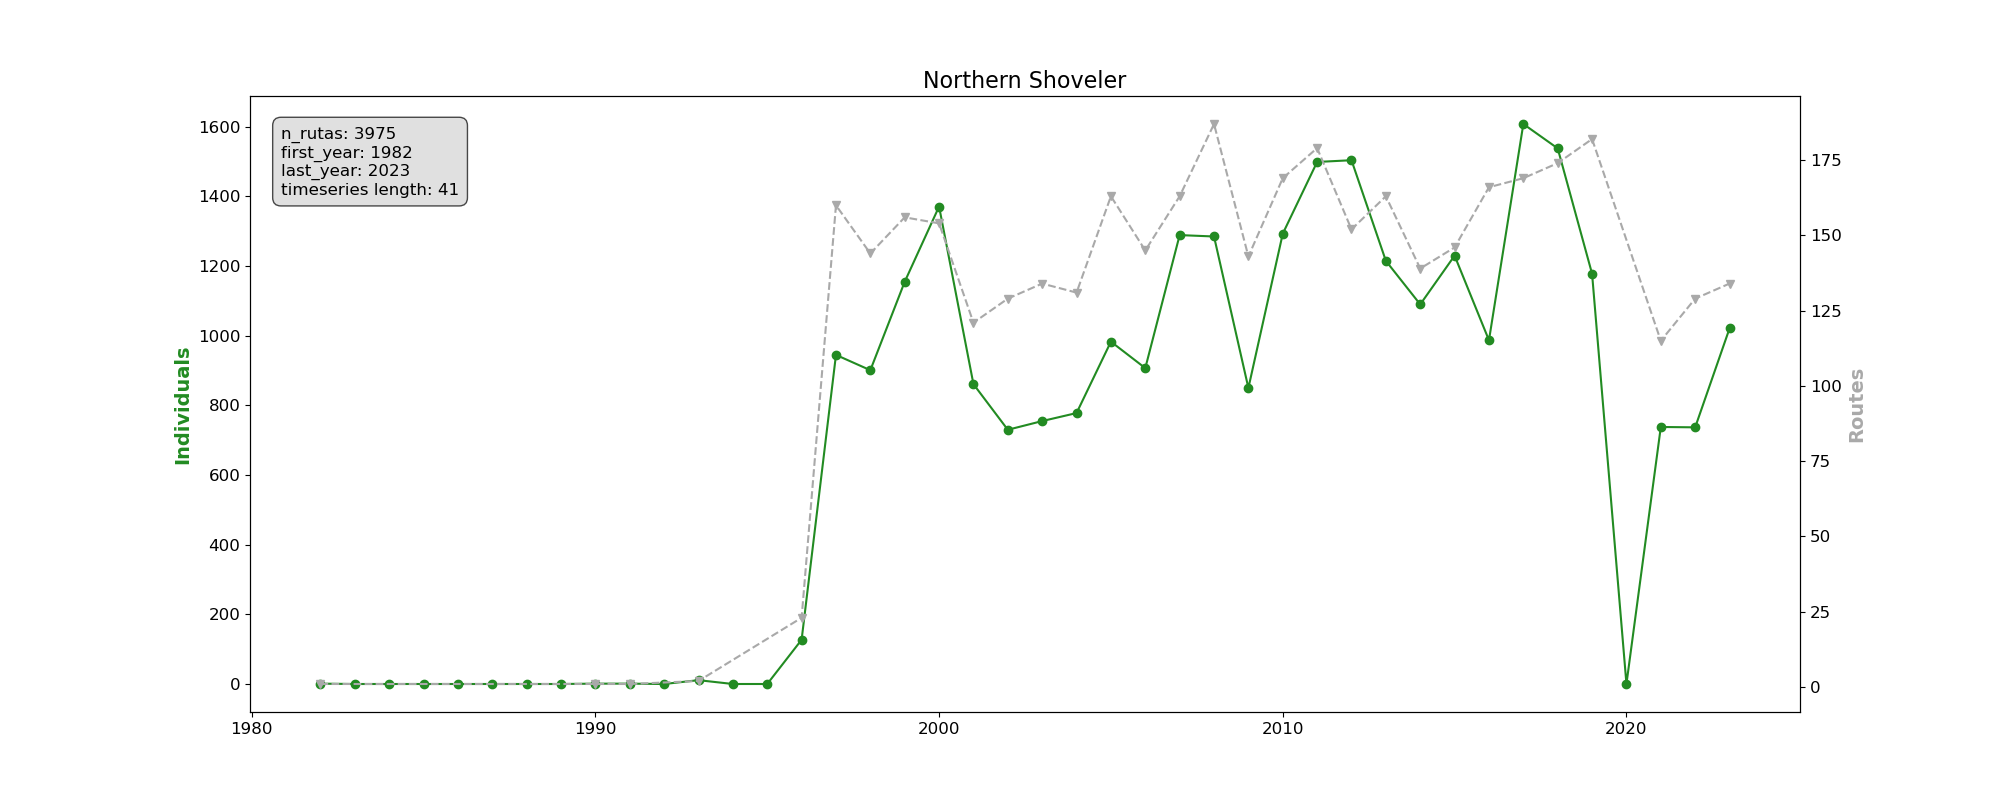 Northern Shoveler
n_rutas: 3975
first_year: 1982
last_year: 2023
timeseries length: 41
1600
1400
1200
1000
800
600
400
200
0
Individuals
175
150
125
100
75
50
25
0
Routes
1980 1990 2000 2010 2020